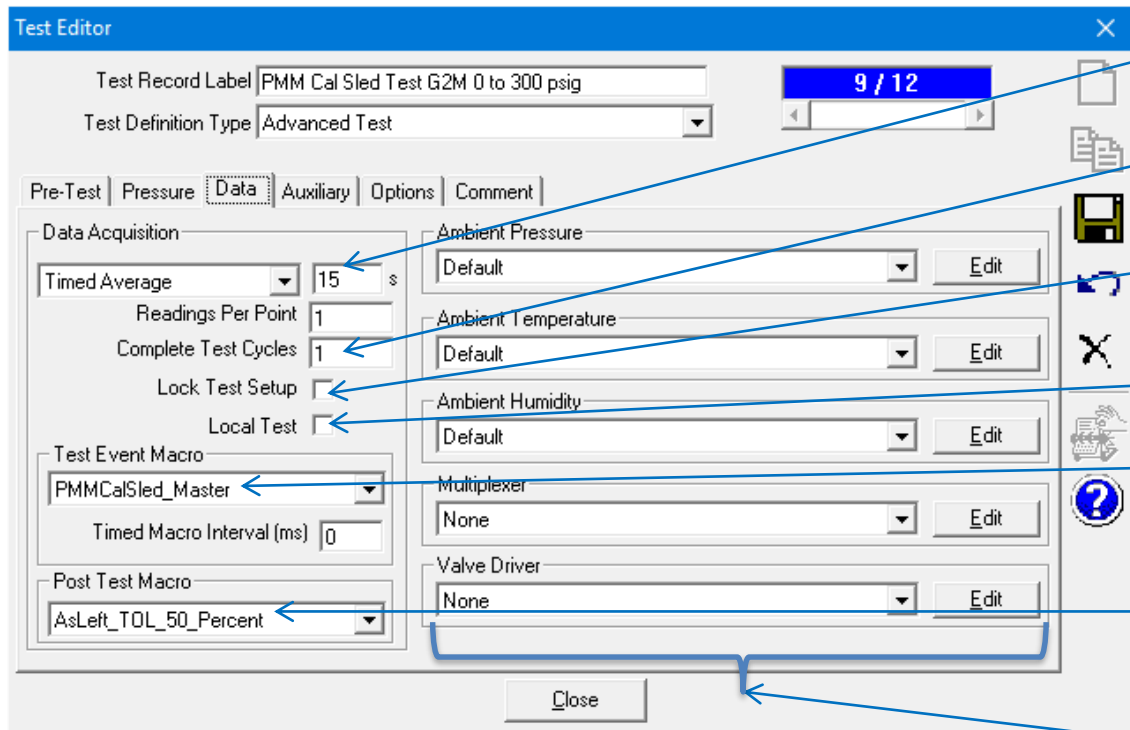 Test Editor
Test Record Label PMM Cal Sled Test G2M 0 to 300 psig
9 / 12
Test Definition Type Advanced Test
Pre-Test Pressure Data Auxiliary Options Comment
Data Acquisition
Timed Average 15 s
Readings Per Point 1
Complete Test Cycles 1
Lock Test Setup
Local Test
Test Event Macro
PMMCalSled_Master
Timed Macro Interval (ms) 0
Post Test Macro
AsLeft_TOL_50_Percent
Ambient Pressure
Default Edit
Ambient Temperature
Default Edit
Ambient Humidity
Default Edit
Multiplexer
None Edit
Valve Driver
None Edit
?
Close